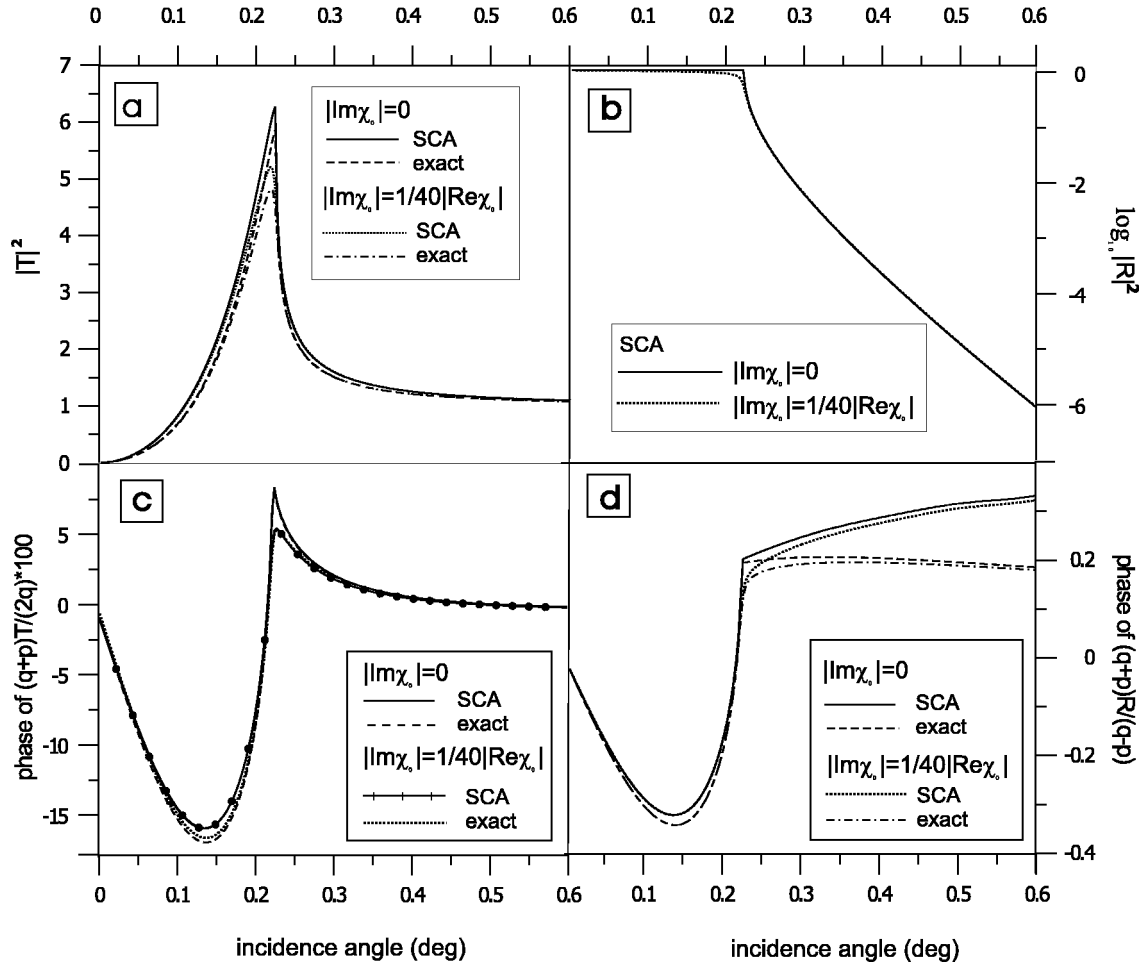 0 0.1 0.2 0.3 0.4 0.5 0.6 0.1 0.2 0.3 0.4 0.5 0.6
a
7
6
5
4
3
2
1
0
|T|²
|Imχ₀|=0
SCA
exact
|Imχ₀|=1/40|Reχ₀|
SCA
exact
b
0
-2
-4
-6
log₁₀|R|²
SCA
|Imχ₀|=0
|Imχ₀|=1/40|Reχ₀|
c
5
0
-5
-10
-15
phase of (q+p)T/(2q)*100
|Imχ₀|=0
SCA
exact
|Imχ₀|=1/40|Reχ₀|
SCA
exact
d
0.2
0
-0.2
-0.4
phase of (q+p)R/(q-p)
|Imχ₀|=0
SCA
exact
|Imχ₀|=1/40|Reχ₀|
SCA
exact
0 0.1 0.2 0.3 0.4 0.5 0.6 0.1 0.2 0.3 0.4 0.5 0.6
incidence angle (deg)
incidence angle (deg)